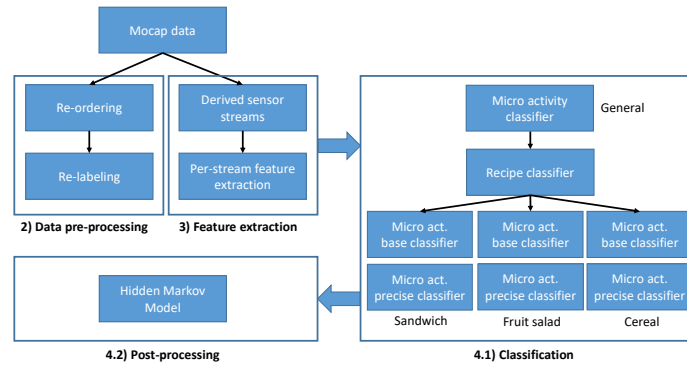 Mocap data
Re-ordering
Re-labeling
2) Data pre-processing
Derived sensor
streams
Per-stream feature
extraction
3) Feature extraction
Micro activity
classifier
General
Recipe classifier
Micro act.
base classifier
Micro act.
base classifier
Micro act.
base classifier
Micro act.
precise classifier
Micro act.
precise classifier
Micro act.
precise classifier
Sandwich
Fruit salad
Cereal
4.1) Classification
Hidden Markov
Model
4.2) Post-processing